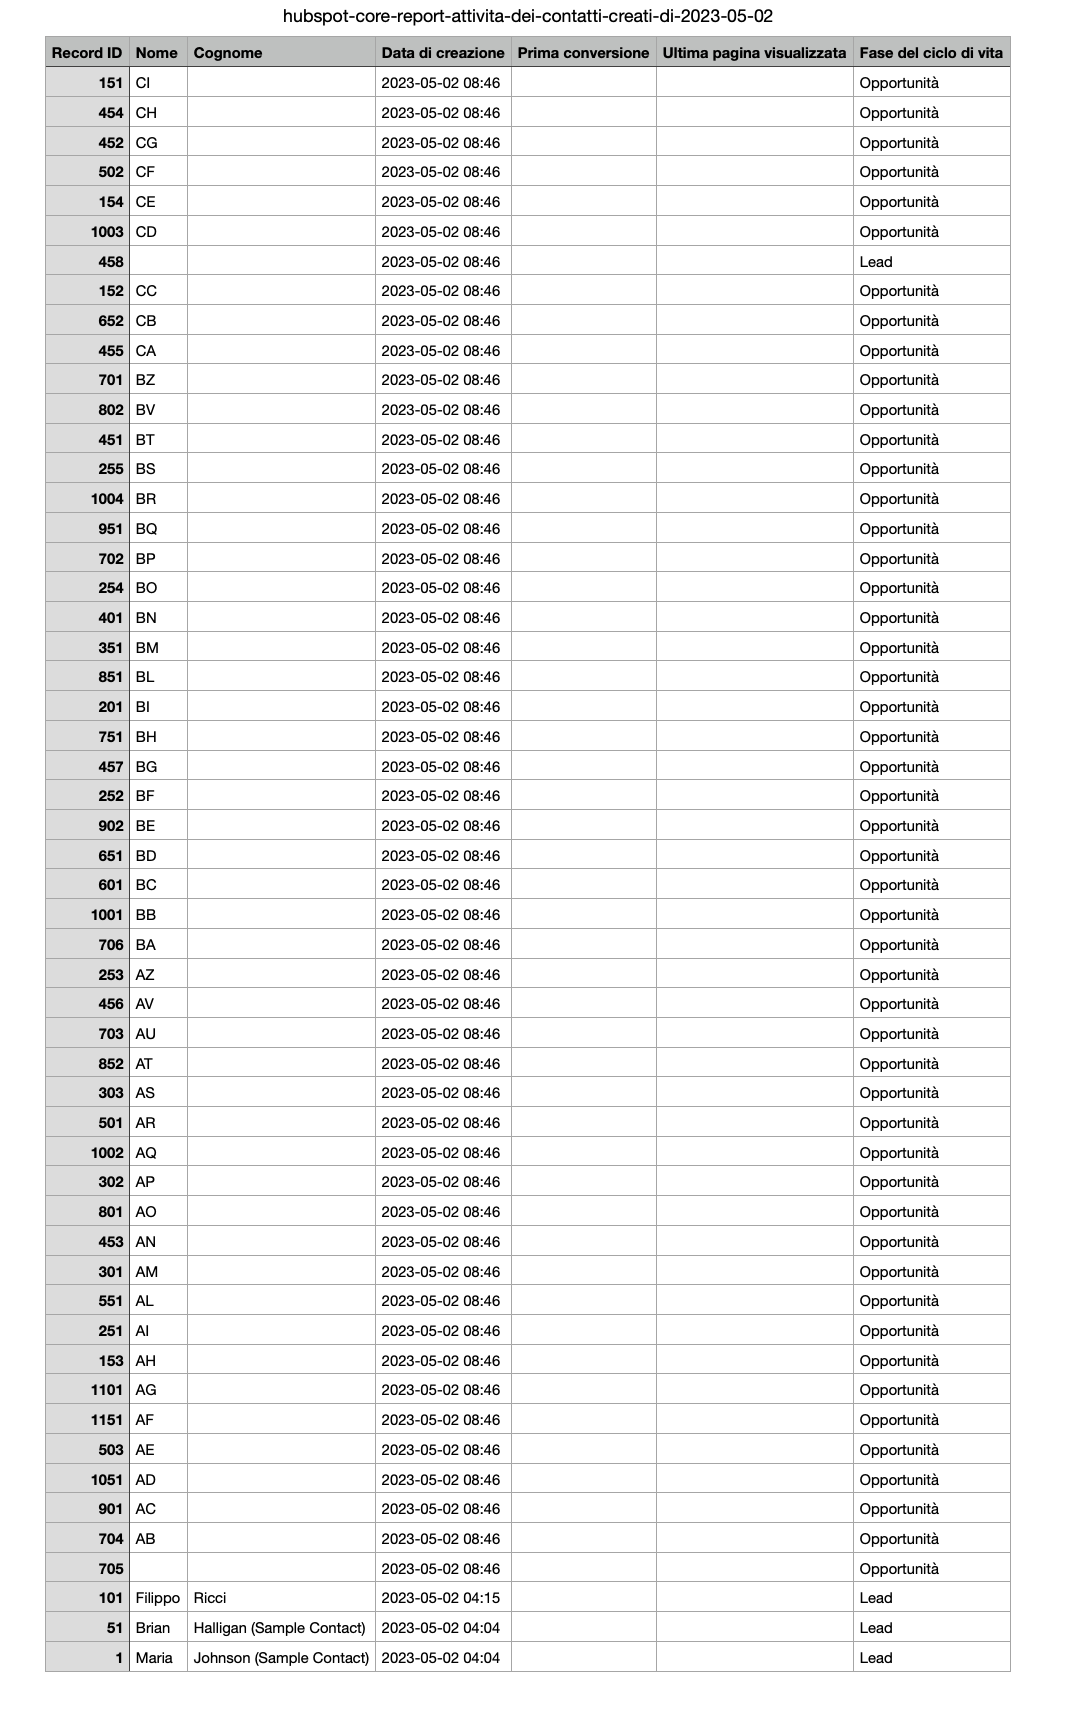 hubspot-core-report-attivita-dei-contatti-creati-di-2023-05-02
Record ID Nome Cognome Data di creazione Prima conversione Ultima pagina visualizzata Fase del ciclo di vita
151 CI 2023-05-02 08:46 Opportunità
454 CH 2023-05-02 08:46 Opportunità
452 CG 2023-05-02 08:46 Opportunità
502 CF 2023-05-02 08:46 Opportunità
154 CE 2023-05-02 08:46 Opportunità
1003 CD 2023-05-02 08:46 Opportunità
458 2023-05-02 08:46 Lead
152 CC 2023-05-02 08:46 Opportunità
652 CB 2023-05-02 08:46 Opportunità
455 CA 2023-05-02 08:46 Opportunità
701 BZ 2023-05-02 08:46 Opportunità
802 BV 2023-05-02 08:46 Opportunità
451 BT 2023-05-02 08:46 Opportunità
255 BS 2023-05-02 08:46 Opportunità
1004 BR 2023-05-02 08:46 Opportunità
951 BQ 2023-05-02 08:46 Opportunità
702 BP 2023-05-02 08:46 Opportunità
254 BO 2023-05-02 08:46 Opportunità
401 BN 2023-05-02 08:46 Opportunità
351 BM 2023-05-02 08:46 Opportunità
851 BL 2023-05-02 08:46 Opportunità
201 BI 2023-05-02 08:46 Opportunità
751 BH 2023-05-02 08:46 Opportunità
457 BG 2023-05-02 08:46 Opportunità
252 BF 2023-05-02 08:46 Opportunità
902 BE 2023-05-02 08:46 Opportunità
651 BD 2023-05-02 08:46 Opportunità
601 BC 2023-05-02 08:46 Opportunità
1001 BB 2023-05-02 08:46 Opportunità
706 BA 2023-05-02 08:46 Opportunità
253 AZ 2023-05-02 08:46 Opportunità
456 AV 2023-05-02 08:46 Opportunità
703 AU 2023-05-02 08:46 Opportunità
852 AT 2023-05-02 08:46 Opportunità
303 AS 2023-05-02 08:46 Opportunità
501 AR 2023-05-02 08:46 Opportunità
1002 AQ 2023-05-02 08:46 Opportunità
302 AP 2023-05-02 08:46 Opportunità
801 AO 2023-05-02 08:46 Opportunità
453 AN 2023-05-02 08:46 Opportunità
301 AM 2023-05-02 08:46 Opportunità
551 AL 2023-05-02 08:46 Opportunità
251 AI 2023-05-02 08:46 Opportunità
153 AH 2023-05-02 08:46 Opportunità
1101 AG 2023-05-02 08:46 Opportunità
1151 AF 2023-05-02 08:46 Opportunità
503 AE 2023-05-02 08:46 Opportunità
1051 AD 2023-05-02 08:46 Opportunità
901 AC 2023-05-02 08:46 Opportunità
704 AB 2023-05-02 08:46 Opportunità
705 2023-05-02 08:46 Opportunità
101 Filippo Ricci 2023-05-02 04:15 Lead
51 Brian Halligan (Sample Contact) 2023-05-02 04:04 Lead
1 Maria Johnson (Sample Contact) 2023-05-02 04:04 Lead